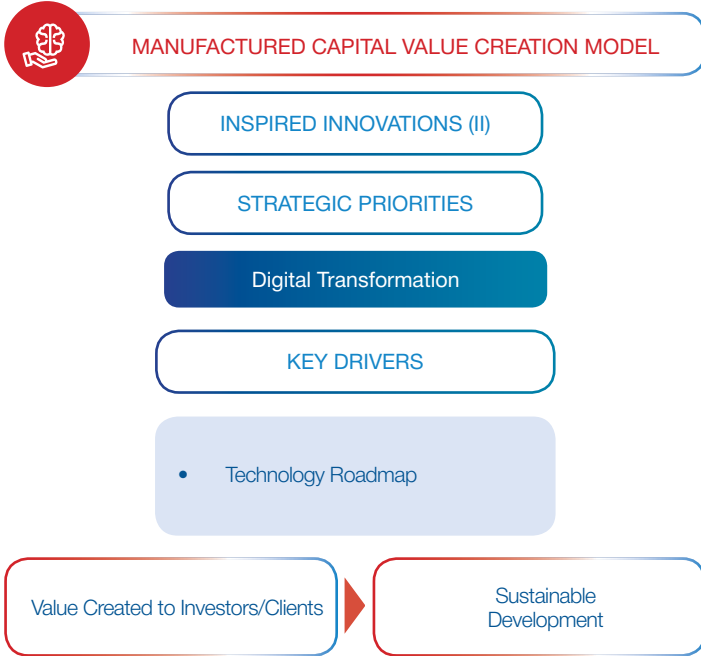 MANUFACTURED CAPITAL VALUE CREATION MODEL
INSPIRED INNOVATIONS (II)
STRATEGIC PRIORITIES
Digital Transformation
KEY DRIVERS
• Technology Roadmap
Value Created to Investors/Clients
Sustainable
Development